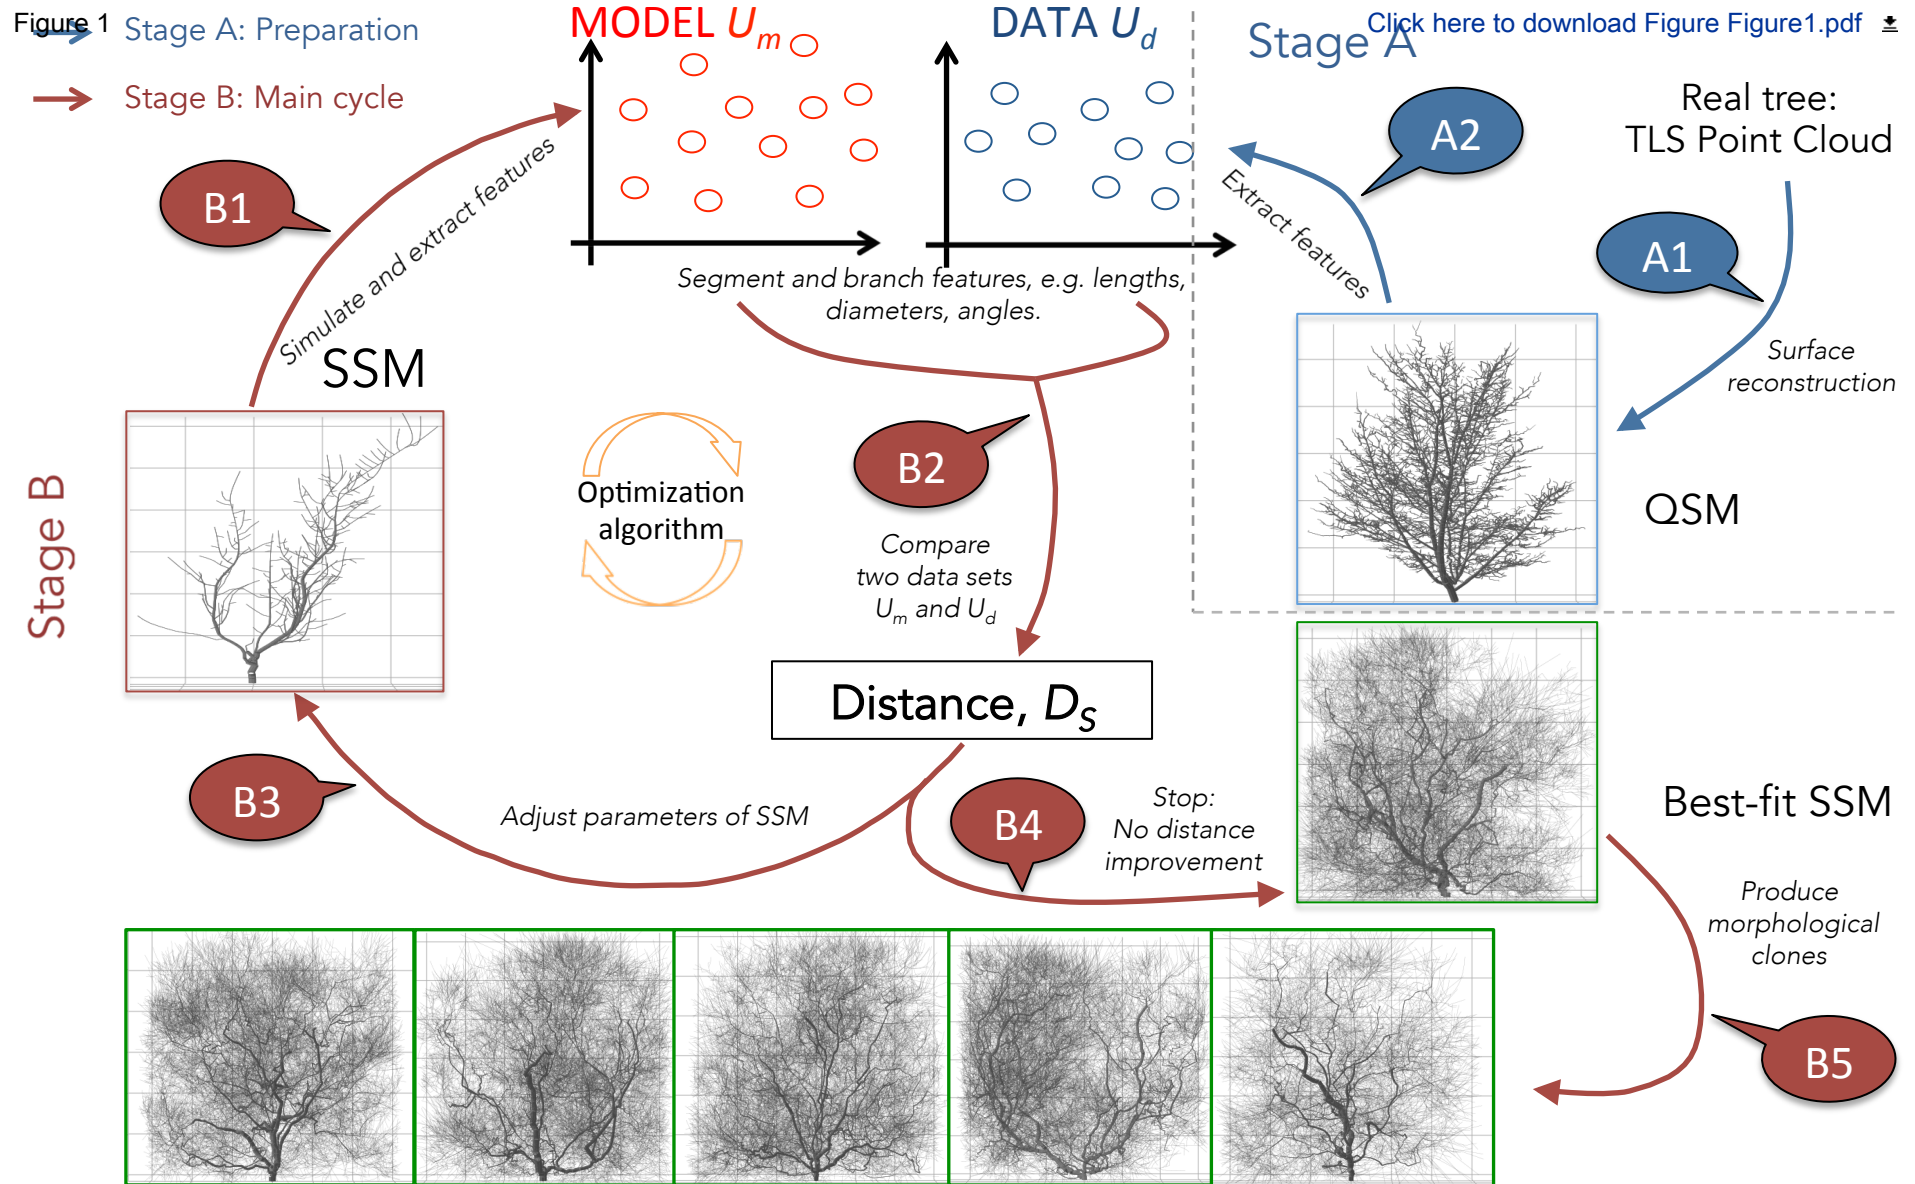 Figure 1
Stage A: Preparation
Stage B: Main cycle
MODEL Um
DATA Ud
Stage A
Click here to download Figure Figure1.pdf
Real tree:
TLS Point Cloud
A2
A1
B1
Simulate and extract features
Extract features
Segment and branch features, e.g. lengths,
diameters, angles.
Surface
reconstruction
SSM
QSM
Stage B
Optimization
algorithm
B2
Compare
two data sets
Um and Ud
Distance, DS
B3
Adjust parameters of SSM
B4
Stop:
No distance
improvement
Best-fit SSM
Produce
morphological
clones
B5